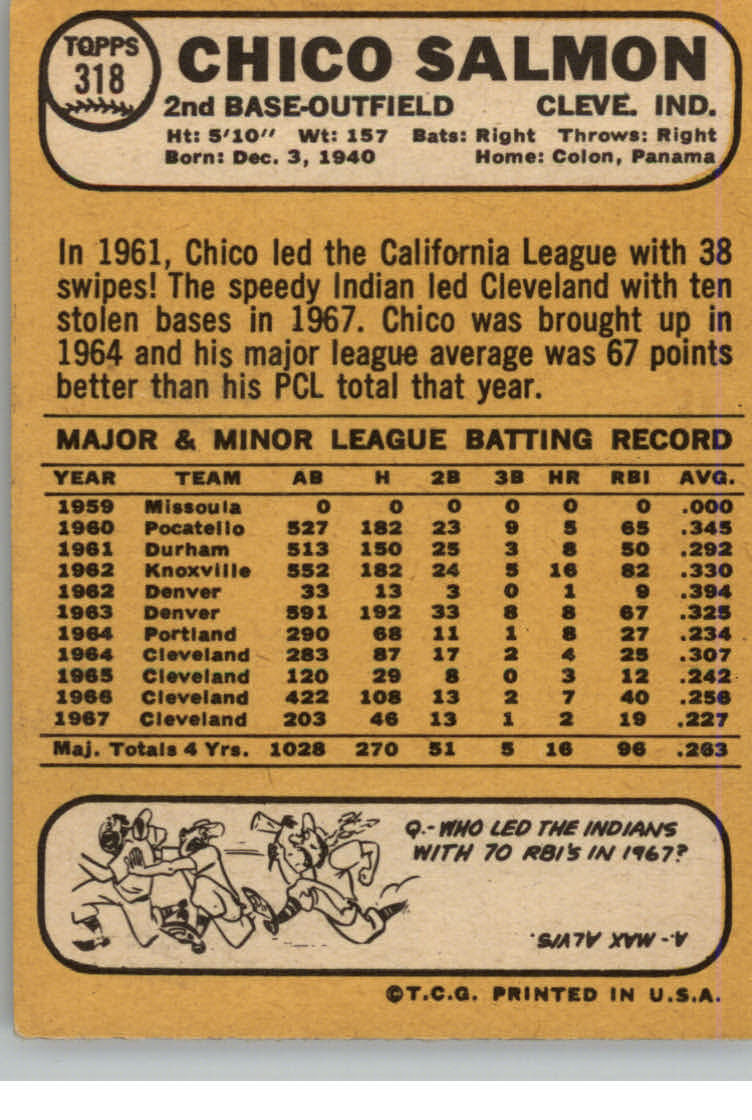 TOPPS
318
CHICO SALMON
2nd BASE-OUTFIELD CLEVE. IND.
Ht: 5'10" Wt: 157 Bats: Right Throws: Right
Born: Dec. 3, 1940 Home: Colon, Panama
In 1961, Chico led the California League with 38
swipes! The speedy Indian led Cleveland with ten
stolen bases in 1967. Chico was brought up in
1964 and his major league average was 67 points
better than his PCL total that year.
MAJOR & MINOR LEAGUE BATTING RECORD
YEAR TEAM AB H 2B 3B HR RBI AVG.
1959 Missoula 0 0 0 0 0 0 .000
1960 Pocatello 527 182 23 9 5 65 .345
1961 Durham 513 150 25 3 8 50 .292
1962 Knoxville 552 182 24 5 16 82 .330
1962 Denver 33 13 3 0 1 9 .394
1963 Denver 591 192 33 8 8 67 .325
1964 Portland 290 68 11 1 8 27 .234
1964 Cleveland 283 87 17 2 4 25 .307
1965 Cleveland 120 29 8 0 3 12 .242
1966 Cleveland 422 108 13 2 7 40 .256
1967 Cleveland 203 46 13 1 2 19 .227
Maj. Totals 4 Yrs. 1028 270 51 5 16 96 .263
Q.- WHO LED THE INDIANS
WITH 70 RBI'S IN 1967?
A.- MAX ALVIS.
©T.C.G. PRINTED IN U.S.A.